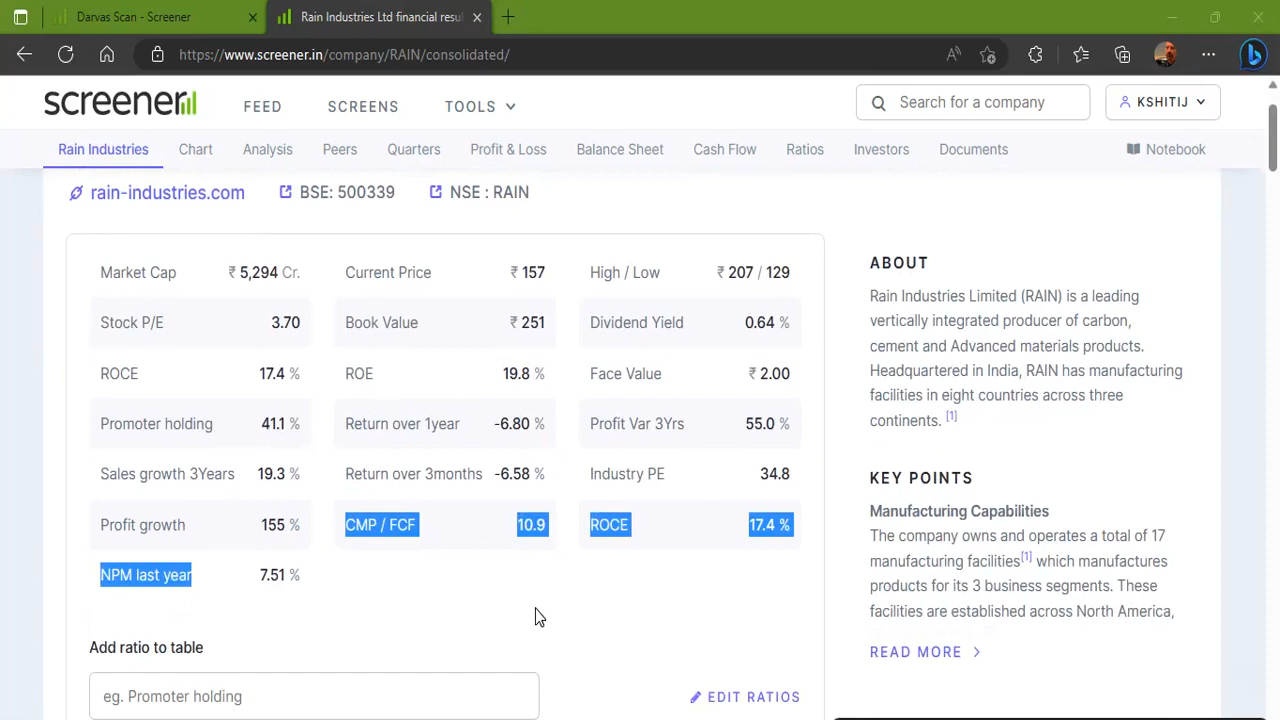 Darvas Scan - Screener
Rain Industries Ltd financial resu
https://www.screener.in/company/RAIN/consolidated/
screener
FEED
SCREENS
TOOLS
Search for a company
KSHITIJ
Rain Industries
Chart
Analysis
Peers
Quarters
Profit & Loss
Balance Sheet
Cash Flow
Ratios
Investors
Documents
Notebook
rain-industries.com
BSE: 500339
NSE : RAIN
Market Cap ₹ 5,294 Cr.
Current Price ₹ 157
High / Low ₹ 207 / 129
Stock P/E 3.70
Book Value ₹ 251
Dividend Yield 0.64 %
ROCE 17.4 %
ROE 19.8 %
Face Value ₹ 2.00
Promoter holding 41.1 %
Return over 1year -6.80 %
Profit Var 3Yrs 55.0 %
Sales growth 3Years 19.3 %
Return over 3months -6.58 %
Industry PE 34.8
Profit growth 155 %
CMP / FCF 10.9
ROCE 17.4 %
NPM last year 7.51 %
Add ratio to table
eg. Promoter holding
EDIT RATIOS
ABOUT
Rain Industries Limited (RAIN) is a leading
vertically integrated producer of carbon,
cement and Advanced materials products.
Headquartered in India, RAIN has manufacturing
facilities in eight countries across three
continents. [1]
KEY POINTS
Manufacturing Capabilities
The company owns and operates a total of 17
manufacturing facilities[1] which manufactures
products for its 3 business segments. These
facilities are established across North America,
READ MORE